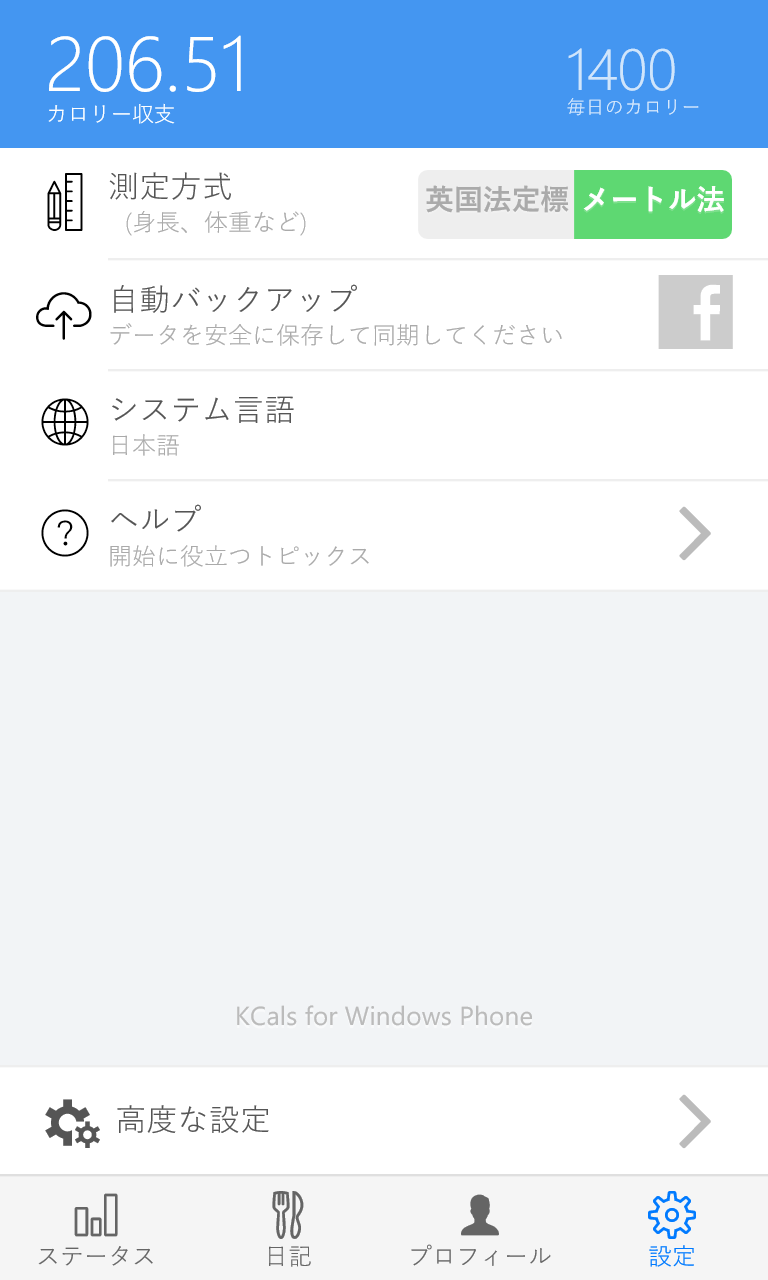 206.51
カロリー収支
1400
毎日のカロリー
測定方式
(身長、体重など)
英国法定標
メートル法
自動バックアップ
データを安全に保存して同期してください
f
システム言語
日本語
?
ヘルプ
開始に役立つトピックス
KCals for Windows Phone
高度な設定
ステータス
日記
プロフィール
設定